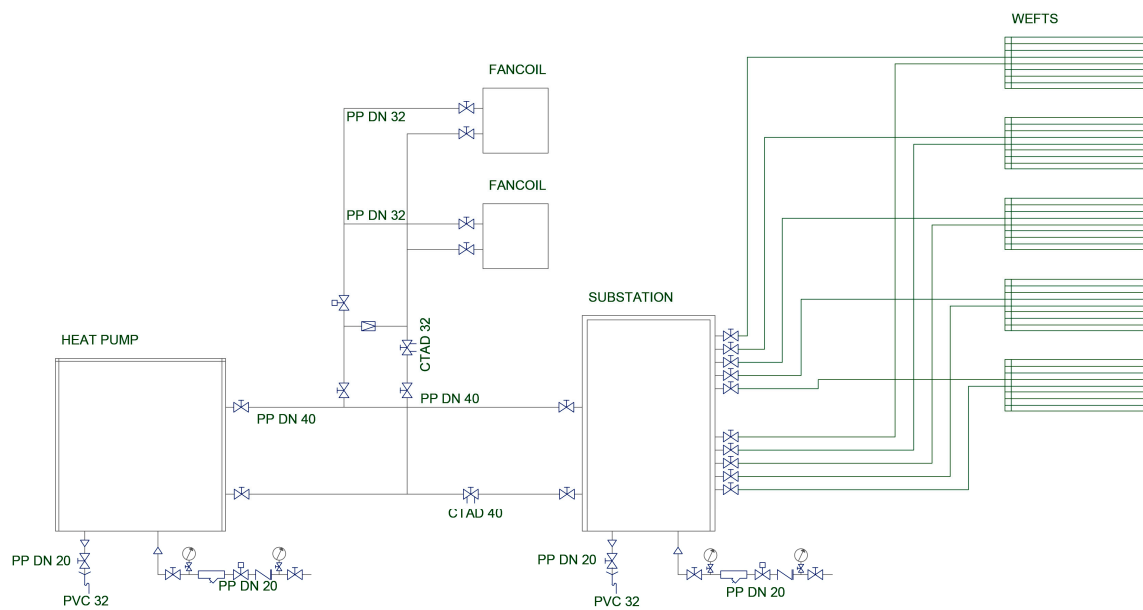 WEFTS
FANCOIL
PP DN 32
FANCOIL
PP DN 32
SUBSTATION
HEAT PUMP
CTAD 32
PP DN 40
PP DN 40
CTAD 40
PP DN 20
PP DN 20
PP DN 20
PP DN 20
PVC 32
PVC 32